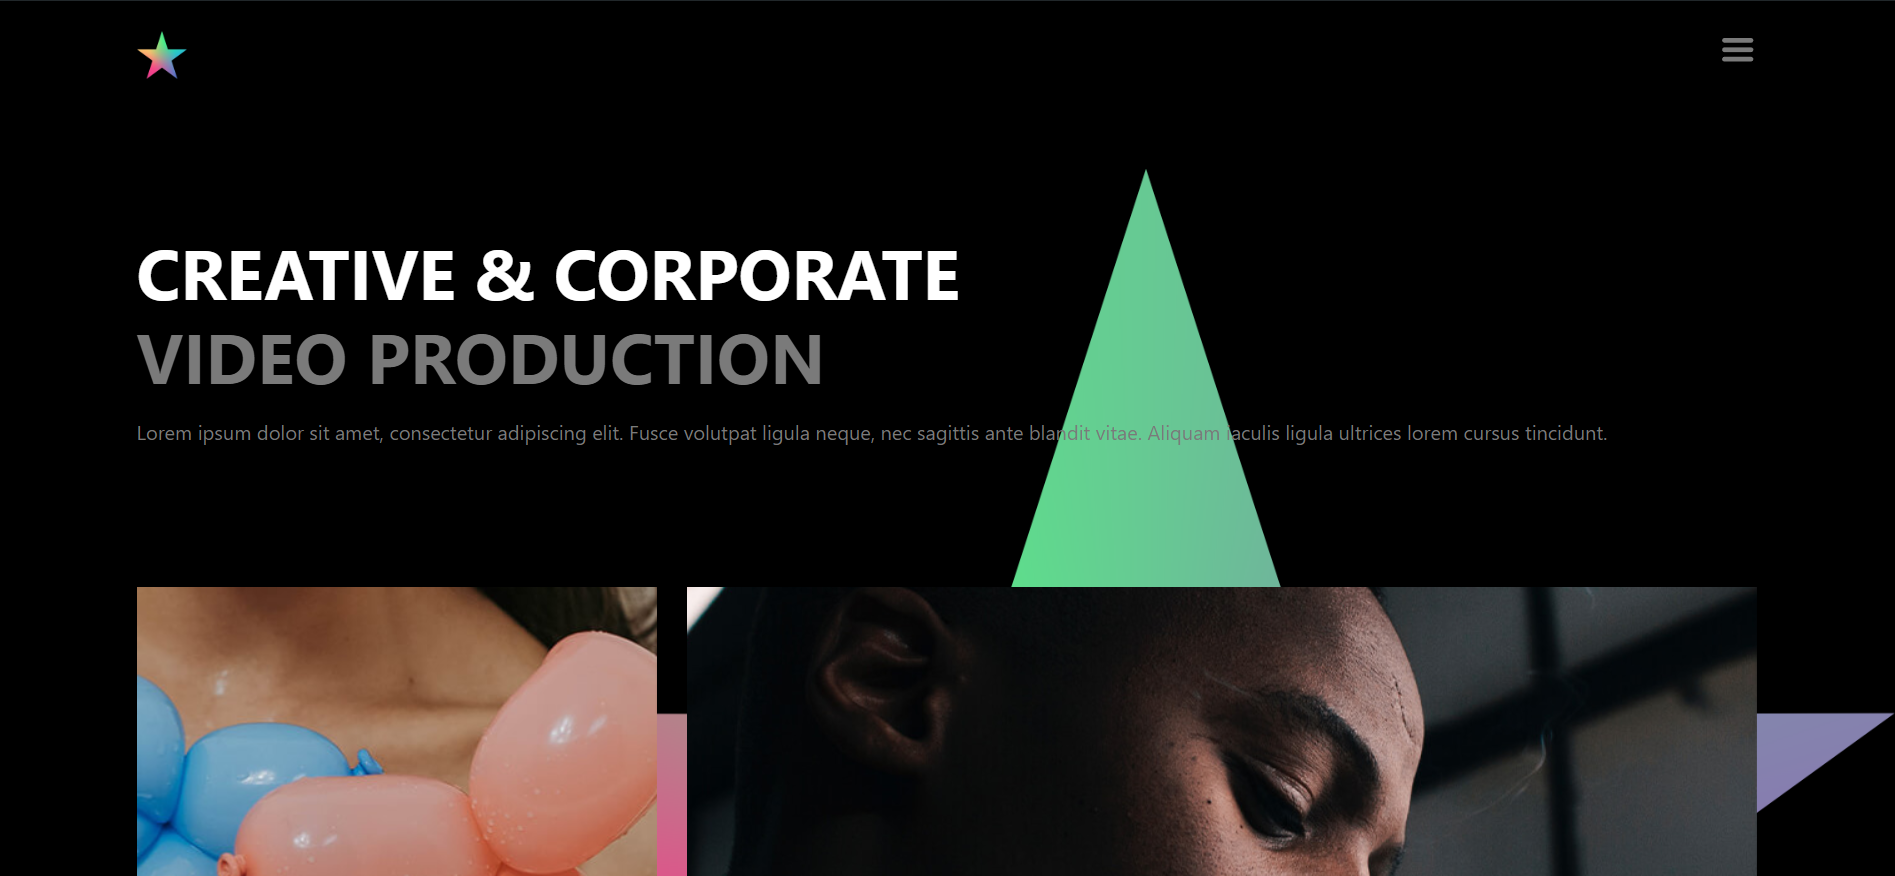 CREATIVE & CORPORATE
VIDEO PRODUCTION
Lorem ipsum dolor sit amet, consectetur adipiscing elit. Fusce volutpat ligula neque, nec sagittis ante blandit vitae. Aliquam iaculis ligula ultrices lorem cursus tincidunt.